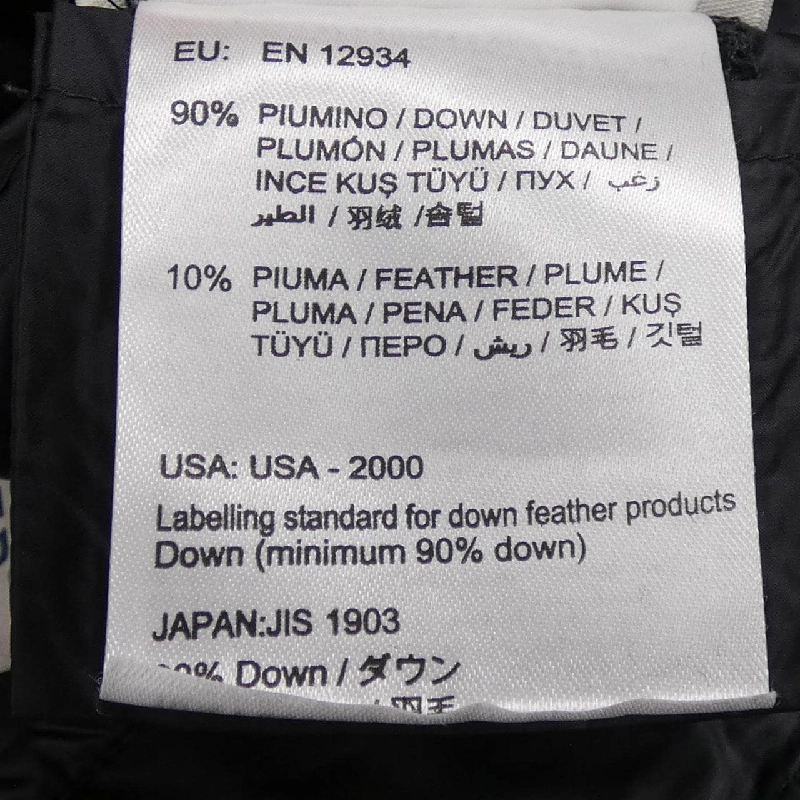 EU: EN 12934
90% PIUMINO / DOWN / DUVET /
PLUMÓN / PLUMAS / DAUNE /
INCE KUŞ TÜYÜ / ПУХ / زغب
الطير / 羽绒 /솜털
10% PIUMA / FEATHER / PLUME /
PLUMA / PENA / FEDER / KUŞ
TÜYÜ / ПЕРО / ريش / 羽毛 / 깃털
USA: USA - 2000
Labelling standard for down feather products
Down (minimum 90% down)
JAPAN:JIS 1903
Down / ダウン